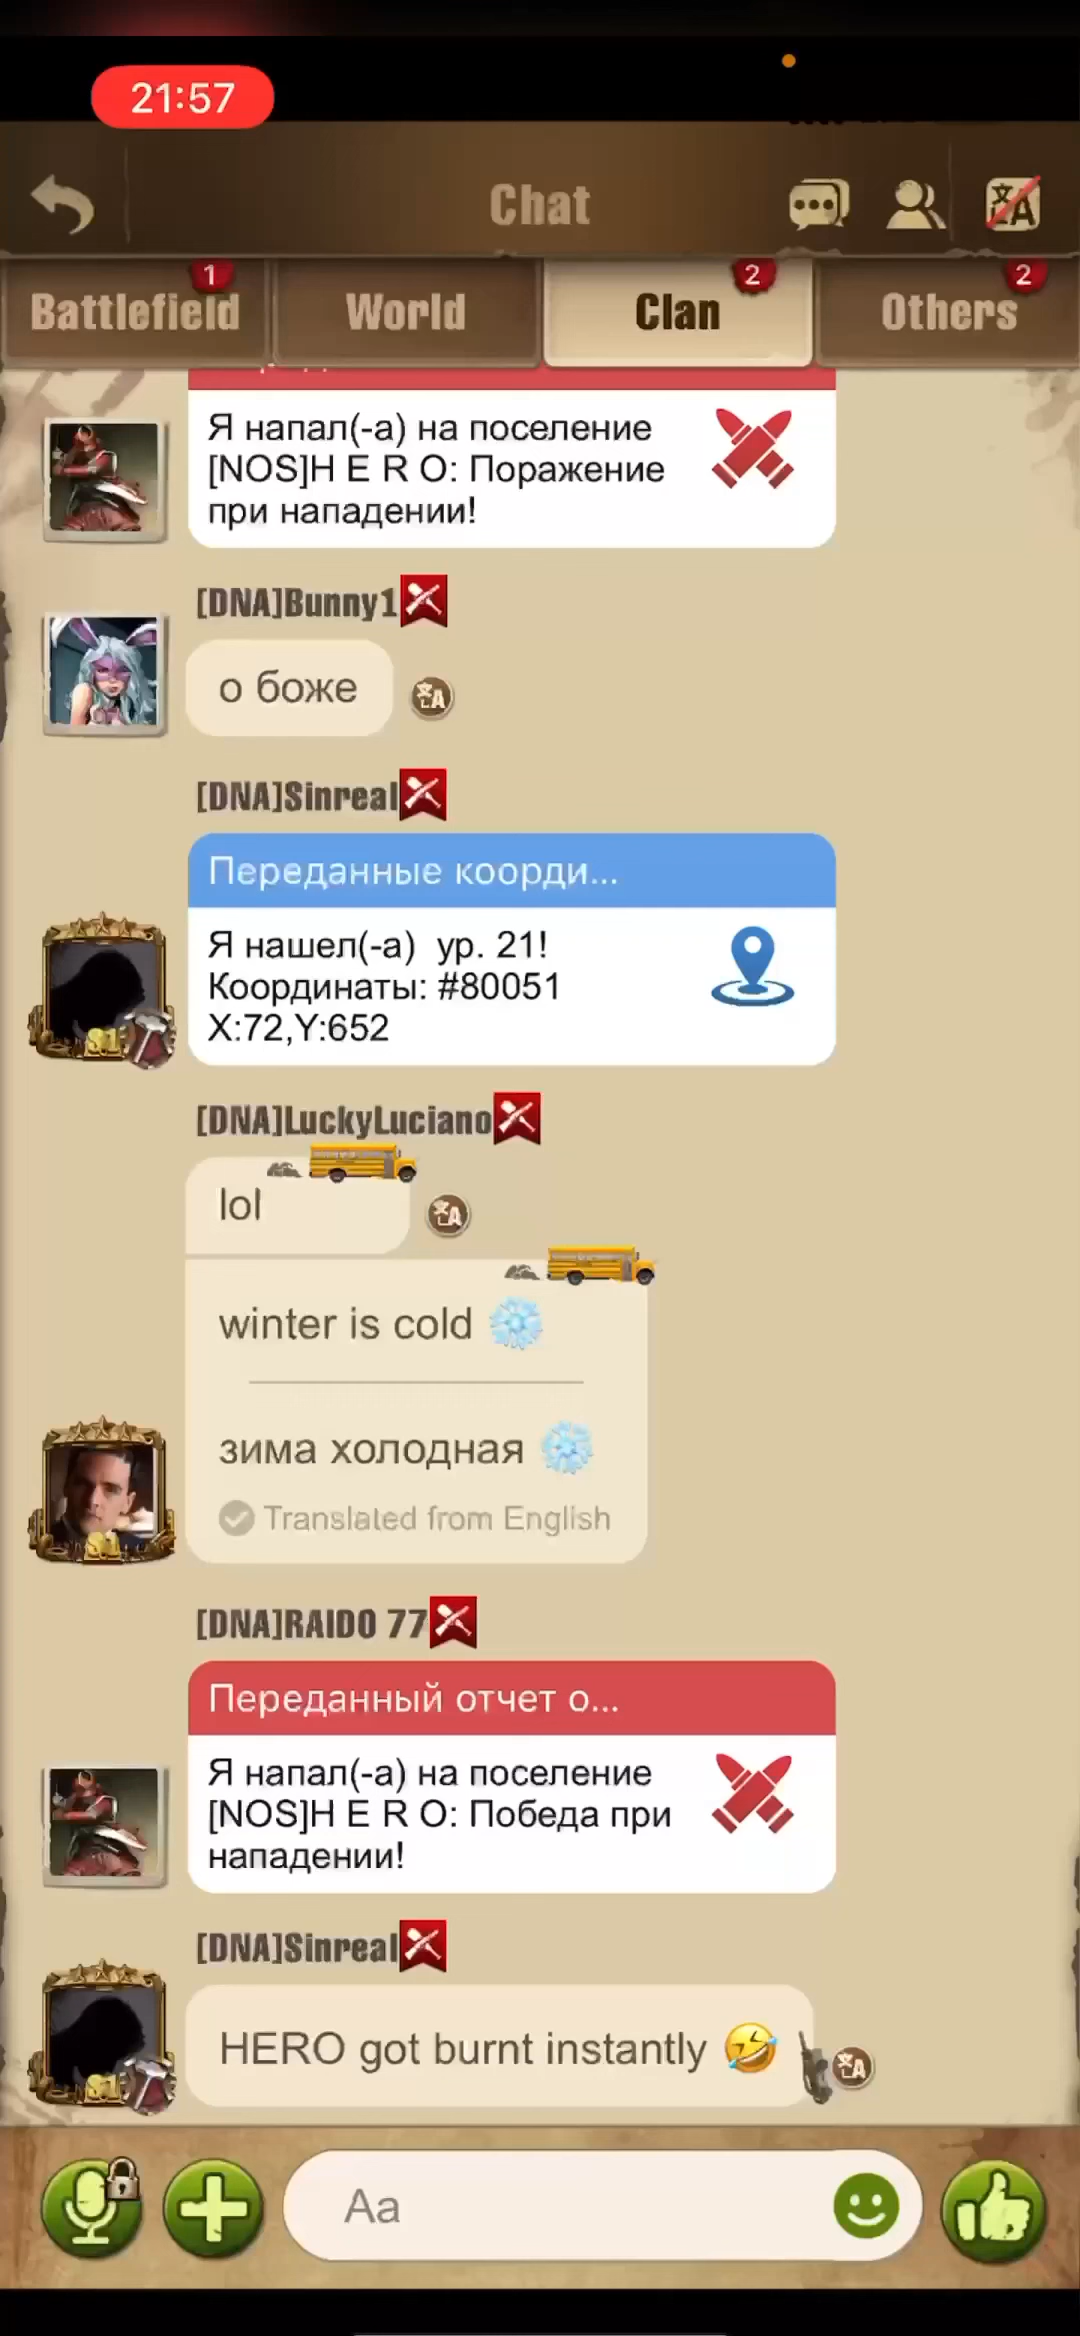 21:57
Chat
1
2
2
Battlefield
World
Clan
Others
Я напал(-а) на поселение
[NOS]H E R O: Поражение
при нападении!
[DNA]Bunny1
о боже
[DNA]Sinreal
Переданные коорди...
Я нашел(-а) ур. 21!
Координаты: #80051
X:72,Y:652
[DNA]LuckyLuciano
lol
winter is cold
зима холодная
Translated from English
[DNA]RAIDO 77
Переданный отчет о...
Я напал(-а) на поселение
[NOS]H E R O: Победа при
нападении!
[DNA]Sinreal
S1
HERO got burnt instantly
Aa